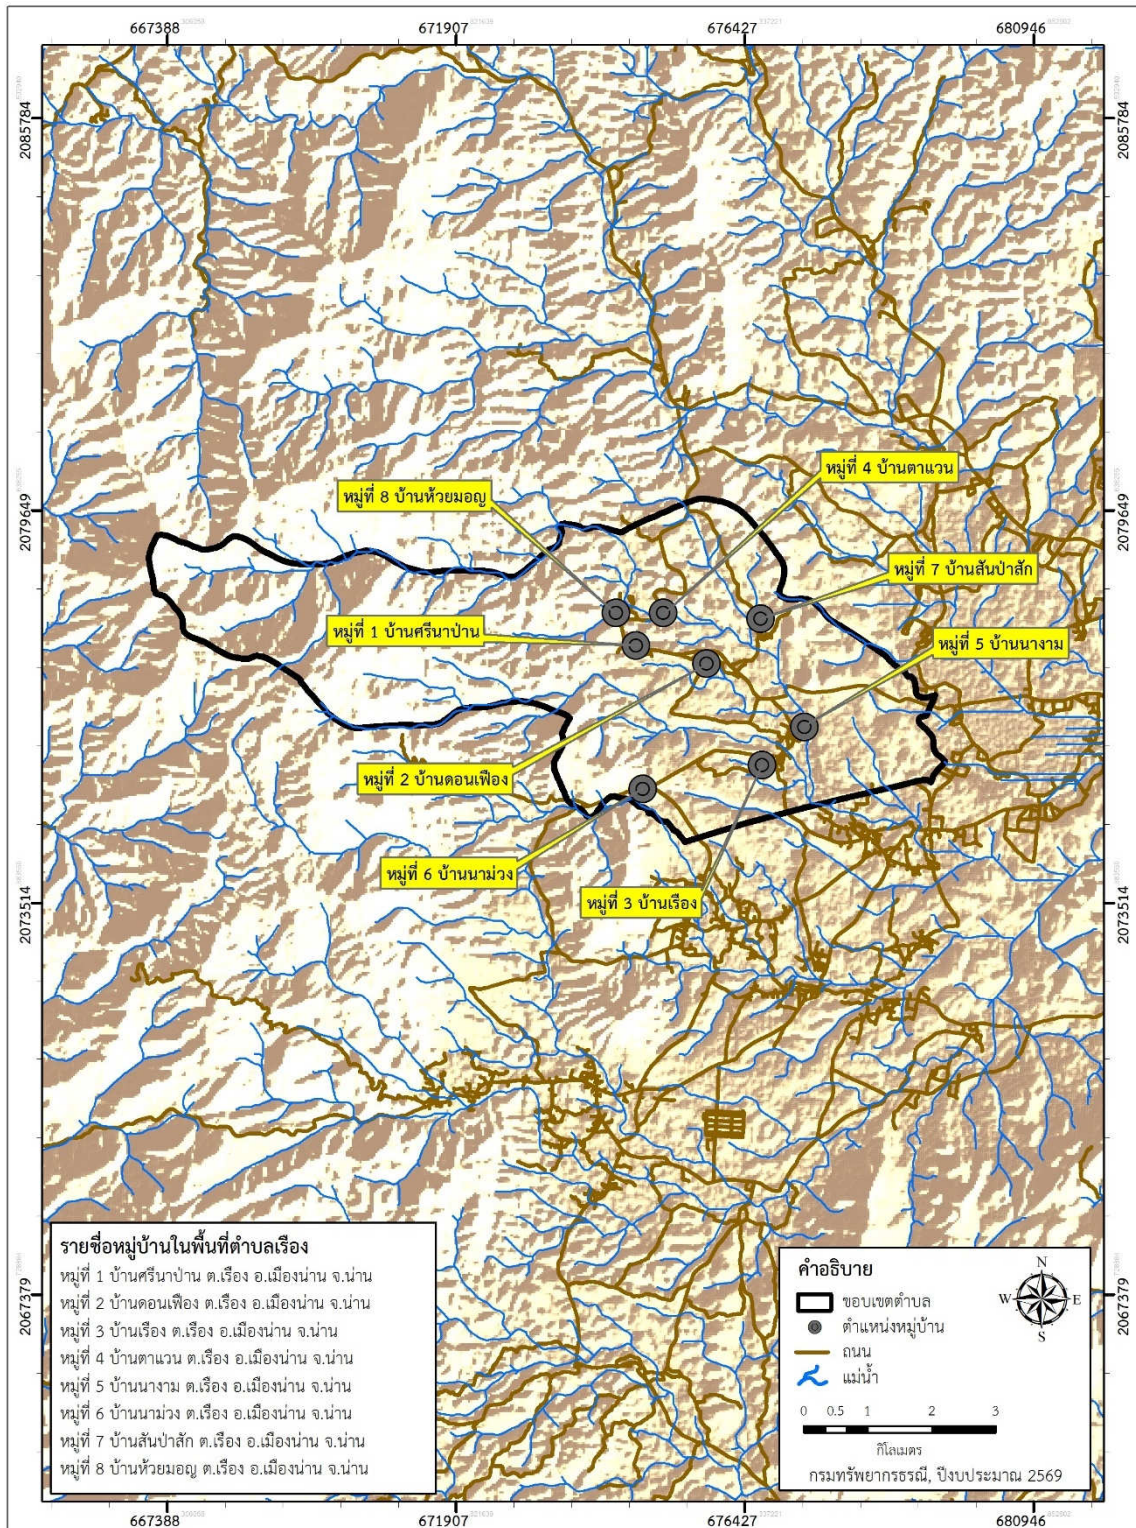 667388
671907
676427
680946
2085784
2085784
หมู่ที่ 4 บ้านตาแวน
หมู่ที่ 8 บ้านห้วยมอญ
2079649
2079649
หมู่ที่ 7 บ้านสันป่าสัก
หมู่ที่ 1 บ้านศรีนาป่าน
หมู่ที่ 5 บ้านนางาม
หมู่ที่ 2 บ้านดอนเฟือง
หมู่ที่ 6 บ้านนาม่วง
หมู่ที่ 3 บ้านเรือง
2073514
2073514
รายชื่อหมู่บ้านในพื้นที่ตำบลเรือง
หมู่ที่ 1 บ้านศรีนาป่าน ต.เรือง อ.เมืองน่าน จ.น่าน
หมู่ที่ 2 บ้านดอนเฟือง ต.เรือง อ.เมืองน่าน จ.น่าน
หมู่ที่ 3 บ้านเรือง ต.เรือง อ.เมืองน่าน จ.น่าน
หมู่ที่ 4 บ้านตาแวน ต.เรือง อ.เมืองน่าน จ.น่าน
หมู่ที่ 5 บ้านนางาม ต.เรือง อ.เมืองน่าน จ.น่าน
หมู่ที่ 6 บ้านนาม่วง ต.เรือง อ.เมืองน่าน จ.น่าน
หมู่ที่ 7 บ้านสันป่าสัก ต.เรือง อ.เมืองน่าน จ.น่าน
หมู่ที่ 8 บ้านห้วยมอญ ต.เรือง อ.เมืองน่าน จ.น่าน
คำอธิบาย
N
W E
S
ขอบเขตตำบล
ตำแหน่งหมู่บ้าน
ถนน
แม่น้ำ
0 0.5 1 2 3
กิโลเมตร
กรมทรัพยากรธรณี, ปีงบประมาณ 2569
2067379
2067379
667388
671907
676427
680946